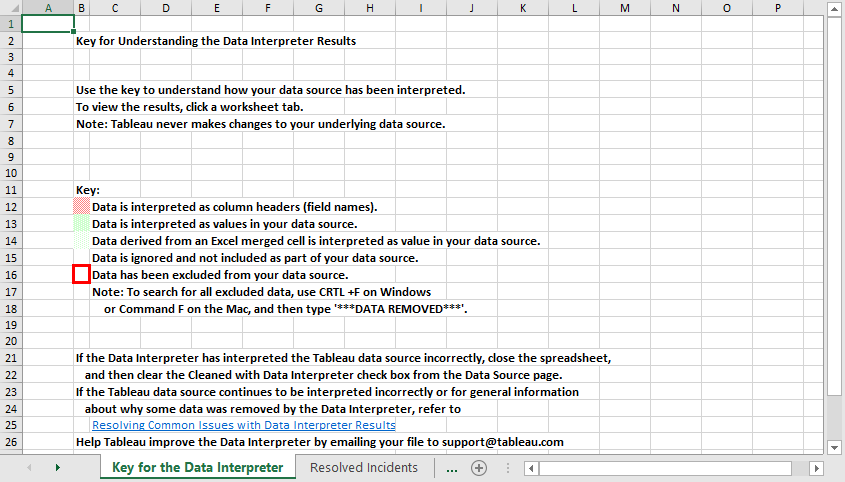 A B C D E F G H I J K L M N O P
1
2 Key for Understanding the Data Interpreter Results
3
4
5 Use the key to understand how your data source has been interpreted.
6 To view the results, click a worksheet tab.
7 Note: Tableau never makes changes to your underlying data source.
8
9
10
11 Key:
12 Data is interpreted as column headers (field names).
13 Data is interpreted as values in your data source.
14 Data derived from an Excel merged cell is interpreted as value in your data source.
15 Data is ignored and not included as part of your data source.
16 Data has been excluded from your data source.
17 Note: To search for all excluded data, use CRTL +F on Windows
18 or Command F on the Mac, and then type '***DATA REMOVED***'.
19
20
21 If the Data Interpreter has interpreted the Tableau data source incorrectly, close the spreadsheet,
22 and then clear the Cleaned with Data Interpreter check box from the Data Source page.
23 If the Tableau data source continues to be interpreted incorrectly or for general information
24 about why some data was removed by the Data Interpreter, refer to
25 Resolving Common Issues with Data Interpreter Results
26 Help Tableau improve the Data Interpreter by emailing your file to support@tableau.com
Key for the Data Interpreter Resolved Incidents ...